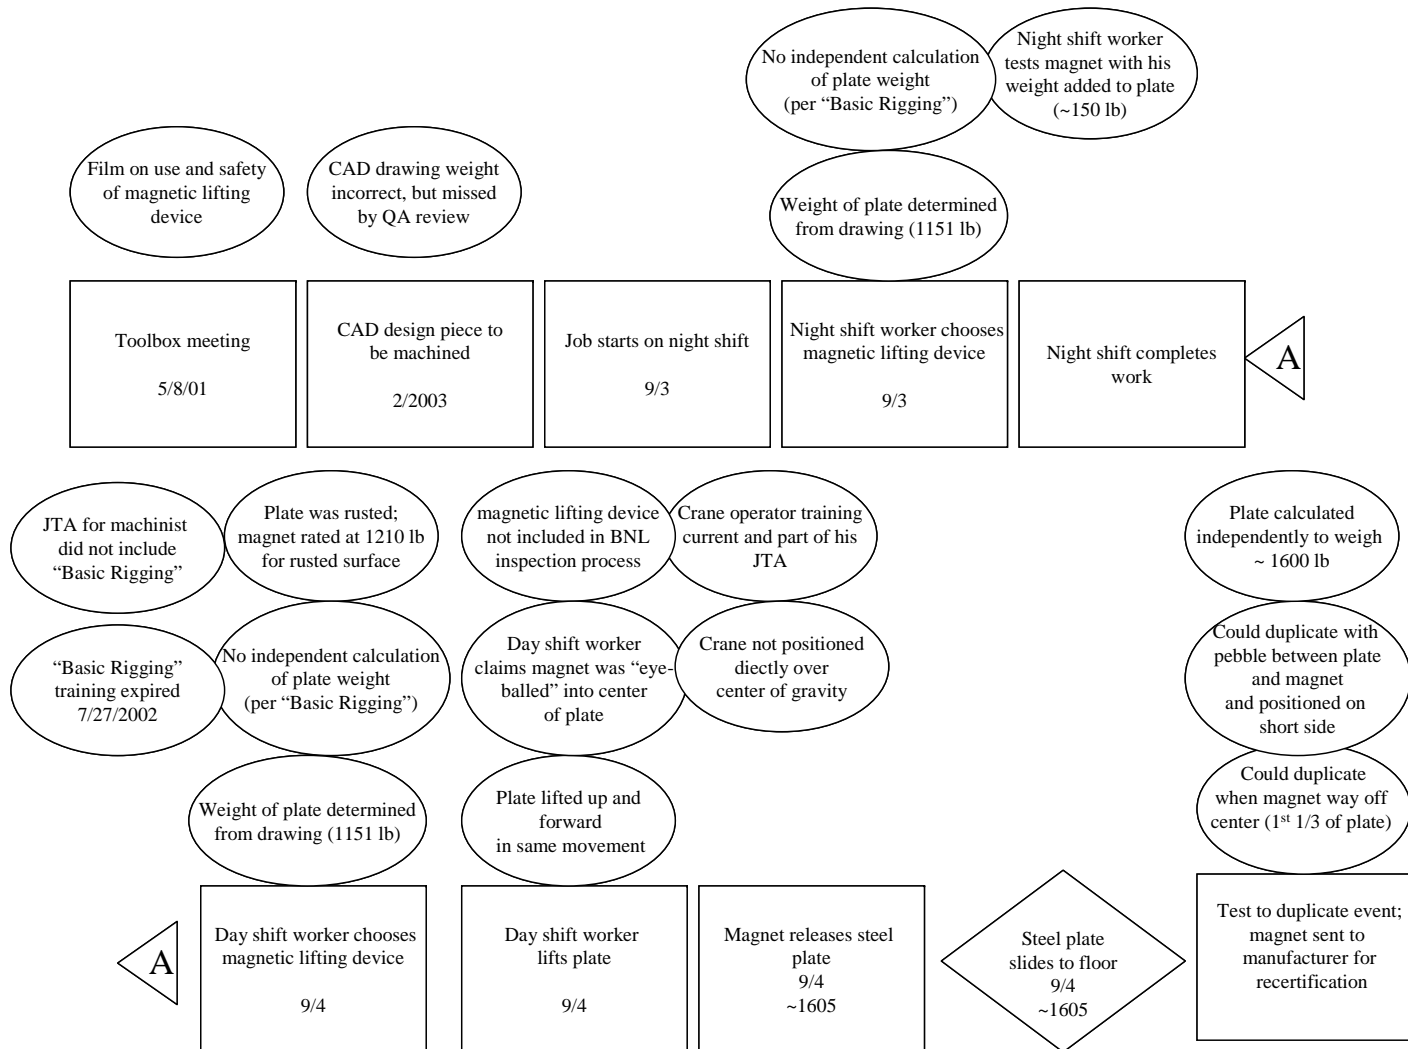 No independent calculation
of plate weight
(per “Basic Rigging”)
Night shift worker
tests magnet with his
weight added to plate
(~150 lb)
Film on use and safety
of magnetic lifting
device
CAD drawing weight
incorrect, but missed
by QA review
Weight of plate determined
from drawing (1151 lb)
Toolbox meeting
5/8/01
CAD design piece to
be machined
2/2003
Job starts on night shift
9/3
Night shift worker chooses
magnetic lifting device
9/3
Night shift completes
work
A
JTA for machinist
did not include
“Basic Rigging”
Plate was rusted;
magnet rated at 1210 lb
for rusted surface
magnetic lifting device
not included in BNL
inspection process
Crane operator training
current and part of his
JTA
Plate calculated
independently to weigh
~ 1600 lb
“Basic Rigging”
training expired
7/27/2002
No independent calculation
of plate weight
(per “Basic Rigging”)
Day shift worker
claims magnet was “eye-
balled” into center
of plate
Crane not positioned
diectly over
center of gravity
Could duplicate with
pebble between plate
and magnet
and positioned on
short side
Weight of plate determined
from drawing (1151 lb)
Plate lifted up and
forward
in same movement
Could duplicate
when magnet way off
center (1st 1/3 of plate)
A
Day shift worker chooses
magnetic lifting device
9/4
Day shift worker
lifts plate
9/4
Magnet releases steel
plate
9/4
~1605
Steel plate
slides to floor
9/4
~1605
Test to duplicate event;
magnet sent to
manufacturer for
recertification